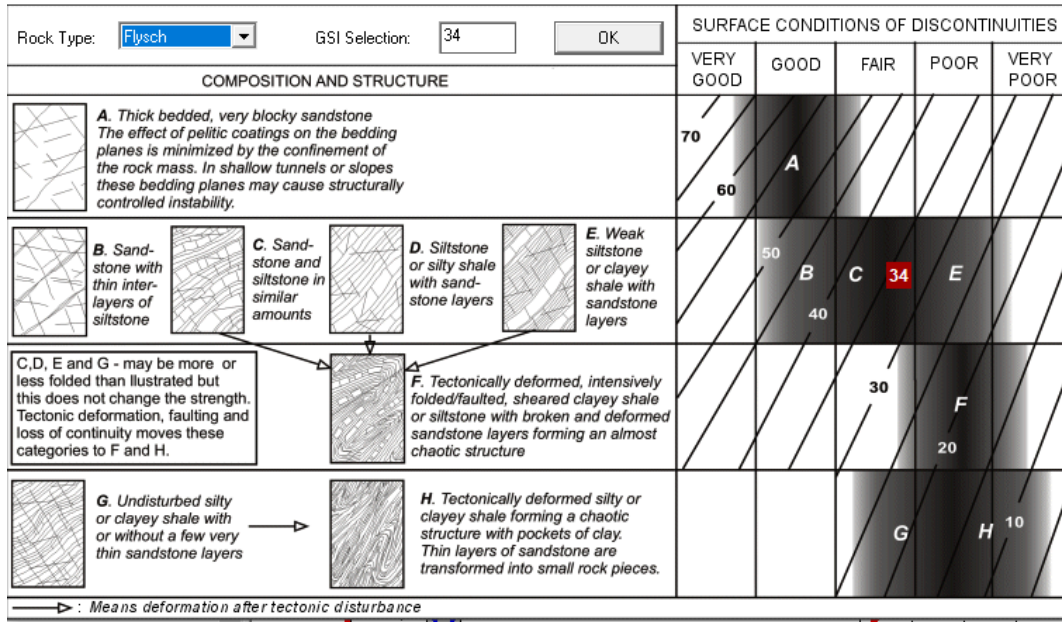 Rock Type: Flysch GSI Selection: 34 OK
SURFACE CONDITIONS OF DISCONTINUITIES
VERY GOOD
GOOD
FAIR
POOR
VERY POOR
COMPOSITION AND STRUCTURE
A. Thick bedded, very blocky sandstone
The effect of pelitic coatings on the bedding
planes is minimized by the confinement
of the rock mass. In shallow tunnels or slopes
these bedding planes may cause structurally
controlled instability.
70
60
A
B. Sand-
stone with
thin inter-
layers of
siltstone
C. Sand-
stone and
siltstone in
similar
amounts
D. Siltstone
or silty shale
with sand-
stone layers
E. Weak
siltstone
or clayey
shale with
sandstone
layers
50
B
C
34
E
40
C,D, E and G - may be more or
less folded than Illustrated but
this does not change the strength.
Tectonic deformation, faulting and
loss of continuity moves these
categories to F and H.
F. Tectonically deformed, intensively
folded/faulted, sheared clayey shale
or siltstone with broken and deformed
sandstone layers forming an almost
chaotic structure
30
F
20
G. Undisturbed silty
or clayey shale with
or without a few very
thin sandstone layers
H. Tectonically deformed silty or
clayey shale forming a chaotic
structure with pockets of clay.
Thin layers of sandstone are
transformed into small rock pieces.
G
H
10
: Means deformation after tectonic disturbance